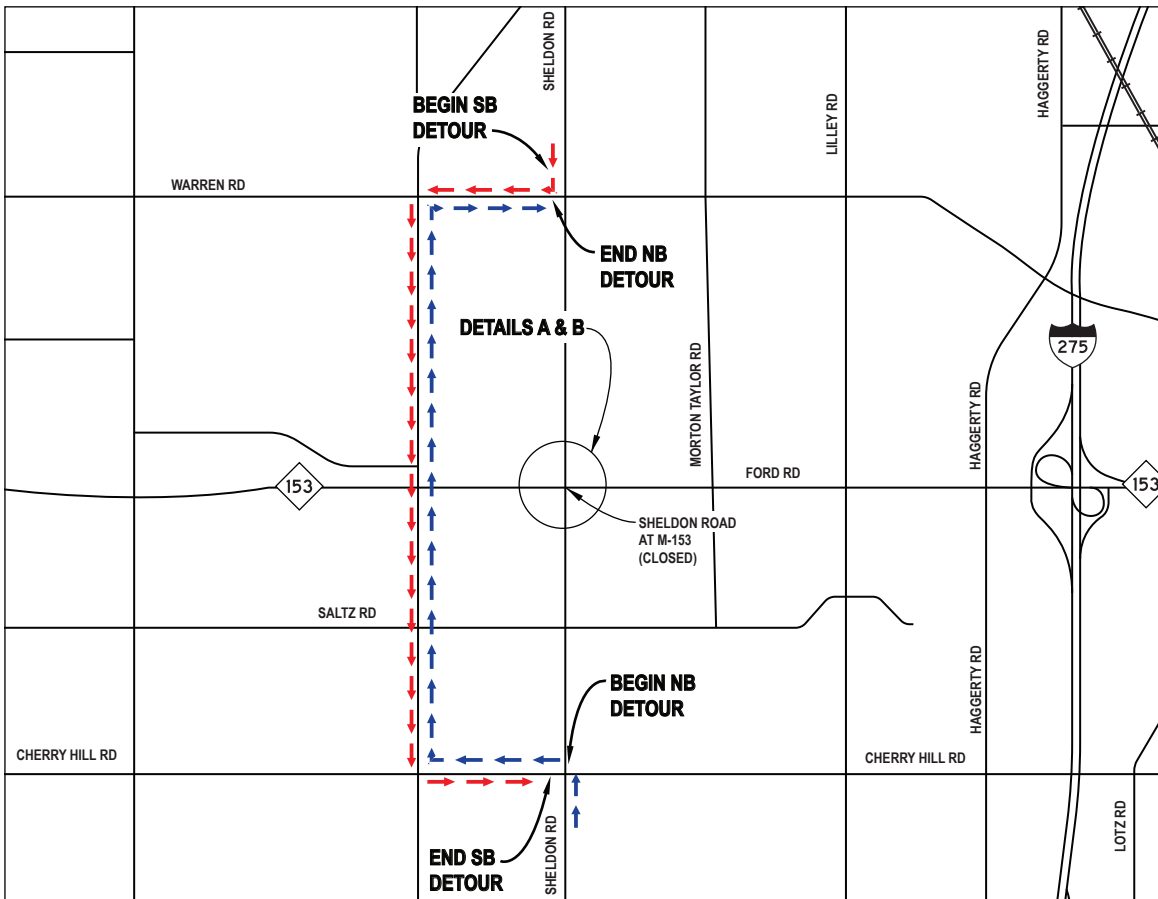 SHELDON RD
HAGGERTY RD
BEGIN SB
DETOUR
LILLEY RD
WARREN RD
END NB
DETOUR
DETAILS A & B
275
MORTON TAYLOR RD
HAGGERTY RD
153
FORD RD
153
SHELDON ROAD
AT M-153
(CLOSED)
SALTZ RD
HAGGERTY RD
BEGIN NB
DETOUR
CHERRY HILL RD
CHERRY HILL RD
LOTZ RD
END SB
DETOUR
SHELDON RD